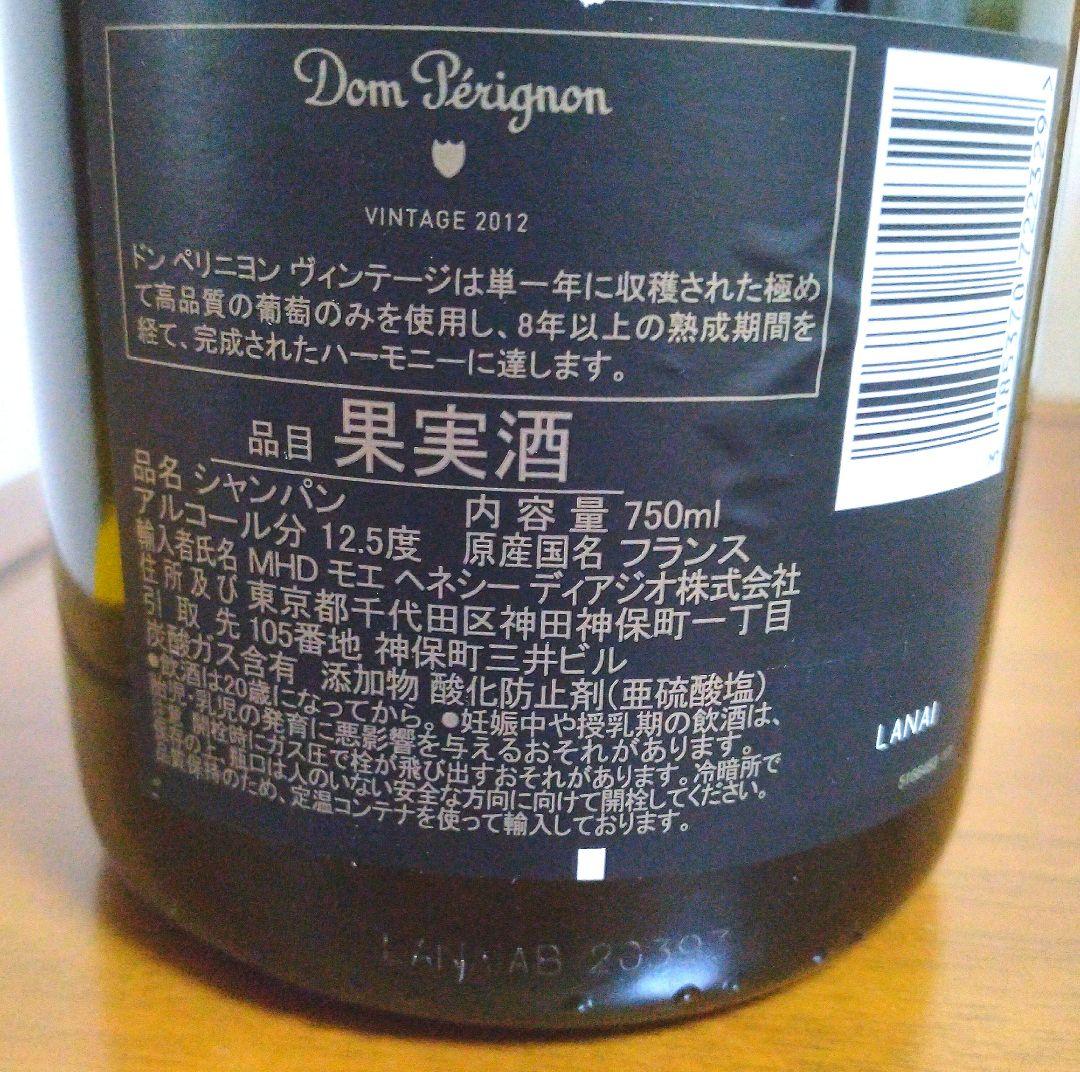 Dom Pérignon
VINTAGE 2012
ドン ペリニヨン ヴィンテージは単一年に収穫された極め
て高品質の葡萄のみを使用し、8年以上の熟成期間を
経て、完成されたハーモニーに達します。
品目 果実酒
品名 シャンパン 内容量 750ml
アルコール分 12.5度 原産国名 フランス
輸入者氏名 MHD モエ ヘネシー ディアジオ株式会社
住所及び 東京都千代田区神田神保町一丁目
引取先 105番地 神保町三井ビル
炭酸ガス含有 添加物 酸化防止剤(亜硫酸塩)
●飲酒は20歳になってから。●妊娠中や授乳期の飲酒は、
胎児・乳児の発育に悪影響を与えるおそれがあります。
注意:開栓時にガス圧で栓が飛び出すおそれがあります。冷暗所で
保存の上、瓶口は人のいない安全な方向に向けて開栓してください。
品質保持のため、定温コンテナを使って輸入しております。
LANAI